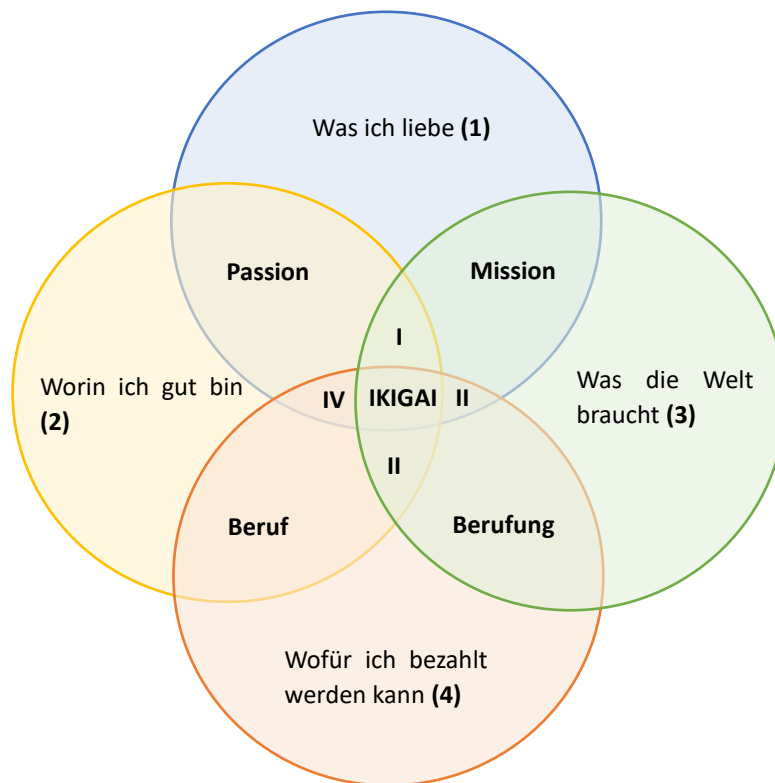 Was ich liebe (1)
Passion
Mission
I
Worin ich gut bin
(2)
IV
IKIGAI
II
Was die Welt
braucht (3)
II
Beruf
Berufung
Wofür ich bezahlt
werden kann (4)